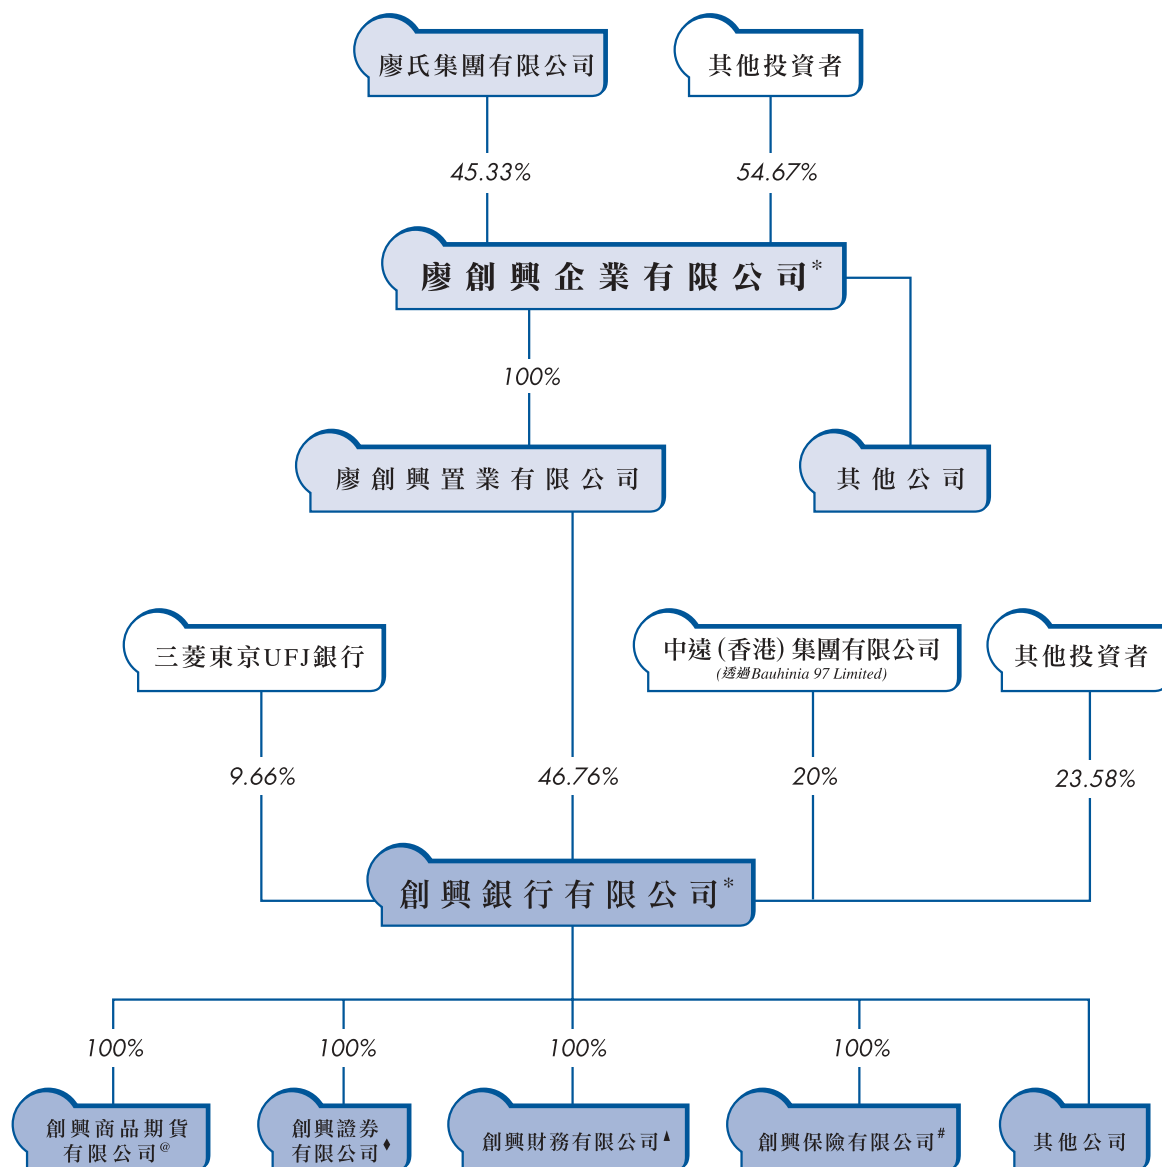 廖氏集團有限公司
其他投資者
45.33%
54.67%
廖創興企業有限公司*
100%
廖創興置業有限公司
其他公司
三菱東京UFJ銀行
中遠(香港)集團有限公司
(透過Bauhinia 97 Limited)
其他投資者
9.66%
46.76%
20%
23.58%
創興銀行有限公司*
100%
100%
100%
100%
創興商品期貨
有限公司@
創興證券
有限公司♦
創興財務有限公司▲
創興保險有限公司#
其他公司